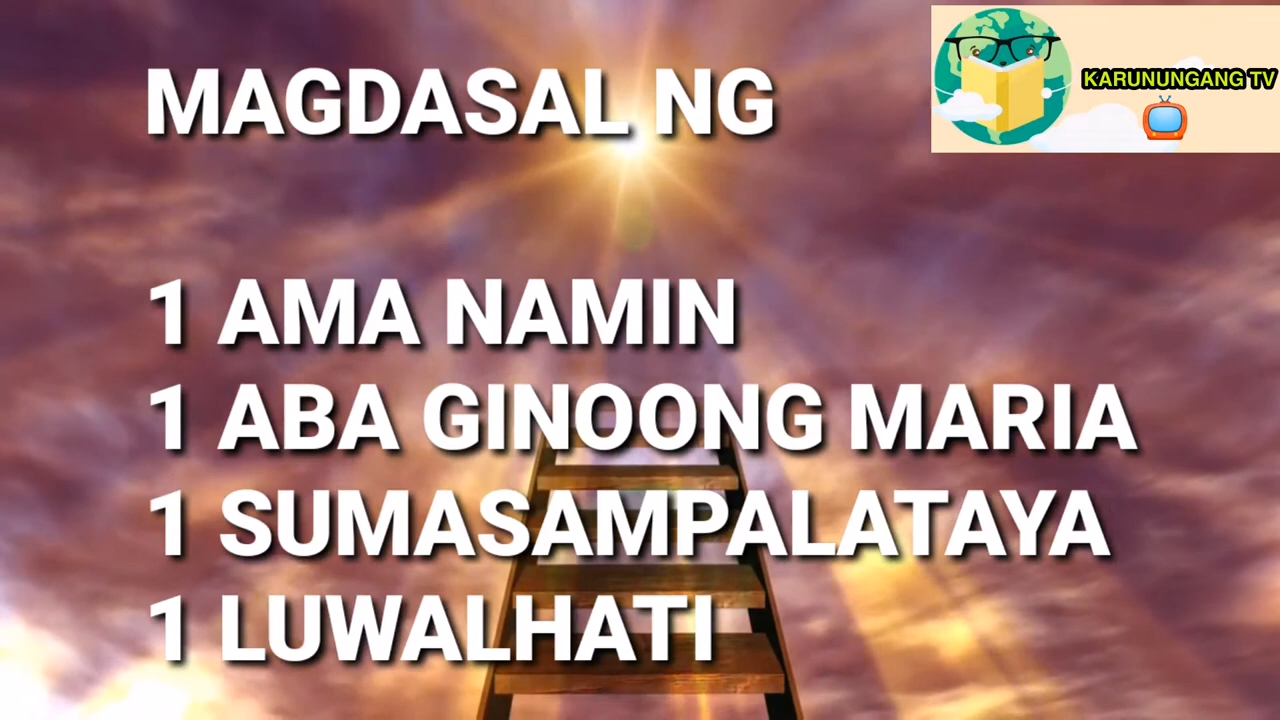 MAGDASAL NG
KARUNUNGANG TV
1 AMA NAMIN
1 ABA GINOONG MARIA
1 SUMASAMPALATAYA
1 LUWALHATI